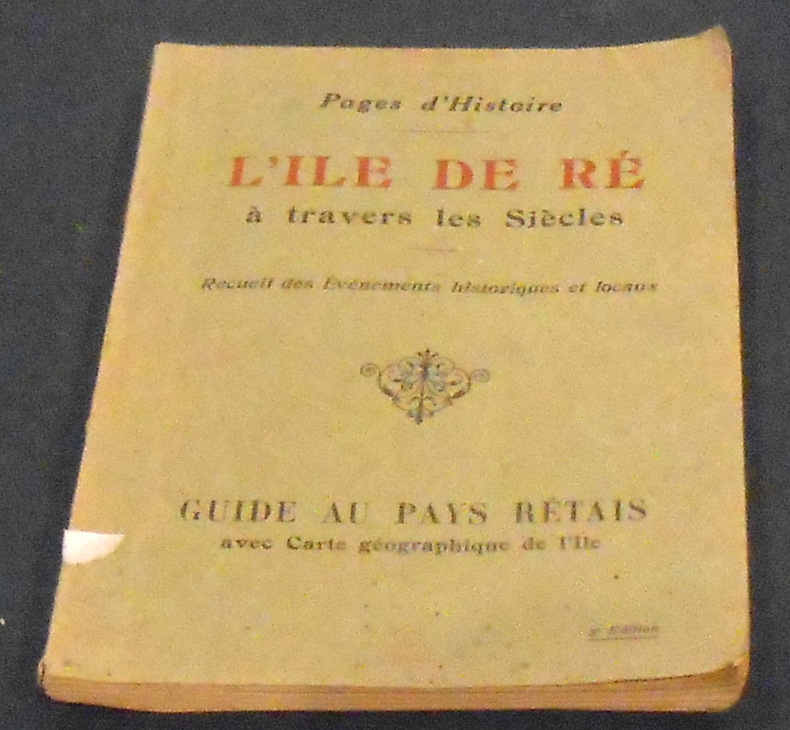 Pages d'Histoire
L'ILE DE RÉ
à travers les Siècles
Recueil des Événements historiques et locaux
GUIDE AU PAYS RÉTAIS
avec Carte géographique de l'Ile
Edition